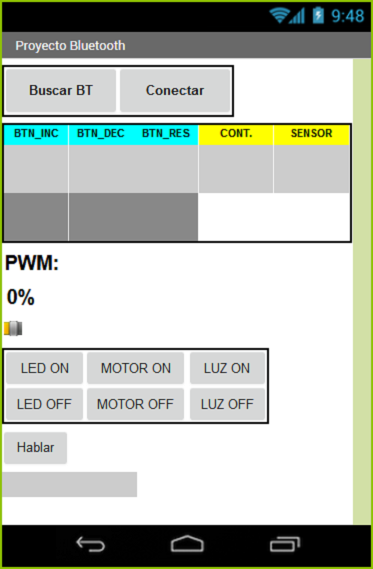 9:48
Proyecto Bluetooth
Buscar BT Conectar
BTN_INC BTN_DEC BTN_RES CONT. SENSOR
PWM:
0%
LED ON MOTOR ON LUZ ON
LED OFF MOTOR OFF LUZ OFF
Hablar